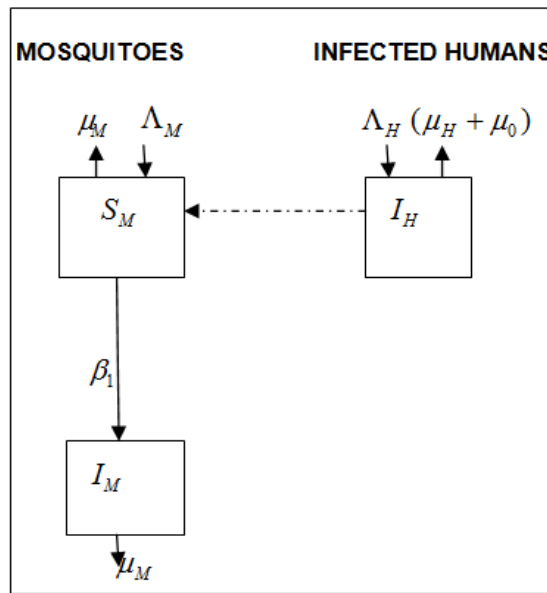 MOSQUITOES INFECTED HUMANS
μ_M Λ_M Λ_H (μ_H + μ_0)
S_M I_H
β_1
I_M
μ_M